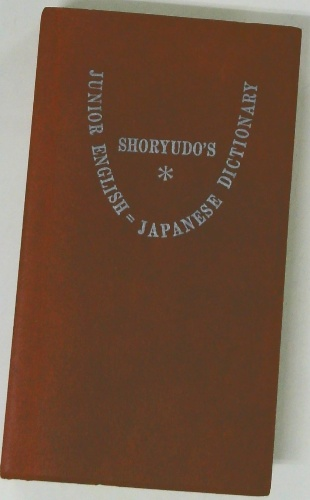 SHORYUDO'S
*
JUNIOR ENGLISH=JAPANESE DICTIONARY